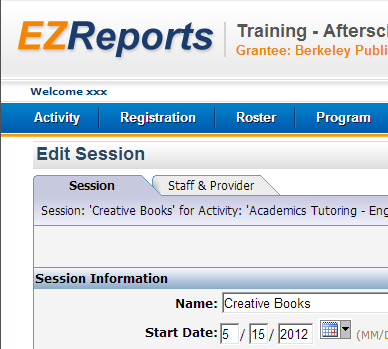 EZReports
Training - Aftersc
Grantee: Berkeley Publi
Welcome xxx
Activity Registration Roster Program
Edit Session
Session Staff & Provider
Session: 'Creative Books' for Activity: 'Academics Tutoring - Eng
Session Information
Name: Creative Books
Start Date: 5 / 15 / 2012 (MM/D